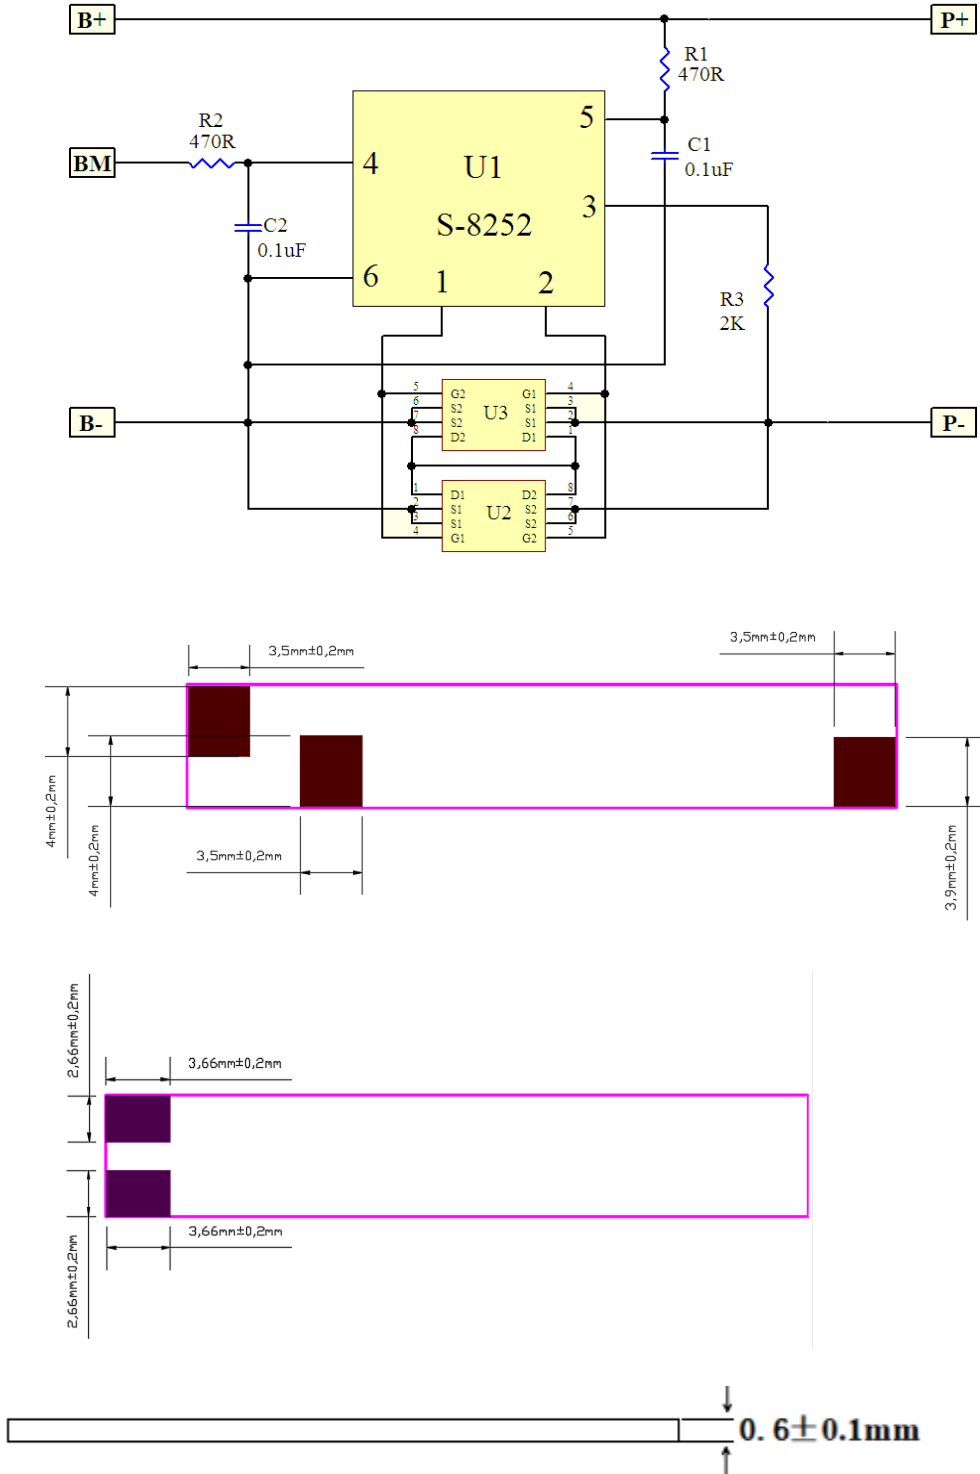 B+
P+
R1
470R
R2
470R
5
C1
0.1uF
BM
4
U1
3
S-8252
C2
0.1uF
6
1
2
R3
2K
5 G2 G1 4
6 S2 U3 S1 3
7 S2 S1 2
8 D2 D1 1
B-
P-
1 D1 D2 8
2 S1 U2 S2 7
3 S1 S2 6
4 G1 G2 5
3,5mm±0,2mm
3,5mm±0,2mm
4mm±0,2mm
4mm±0,2mm
3,5mm±0,2mm
3,9mm±0,2mm
2,66mm±0,2mm
3,66mm±0,2mm
3,66mm±0,2mm
2,66mm±0,2mm
0. 6±0.1mm